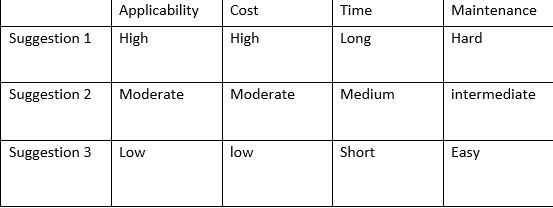 Applicability Cost Time Maintenance
Suggestion 1 High High Long Hard
Suggestion 2 Moderate Moderate Medium intermediate
Suggestion 3 Low low Short Easy